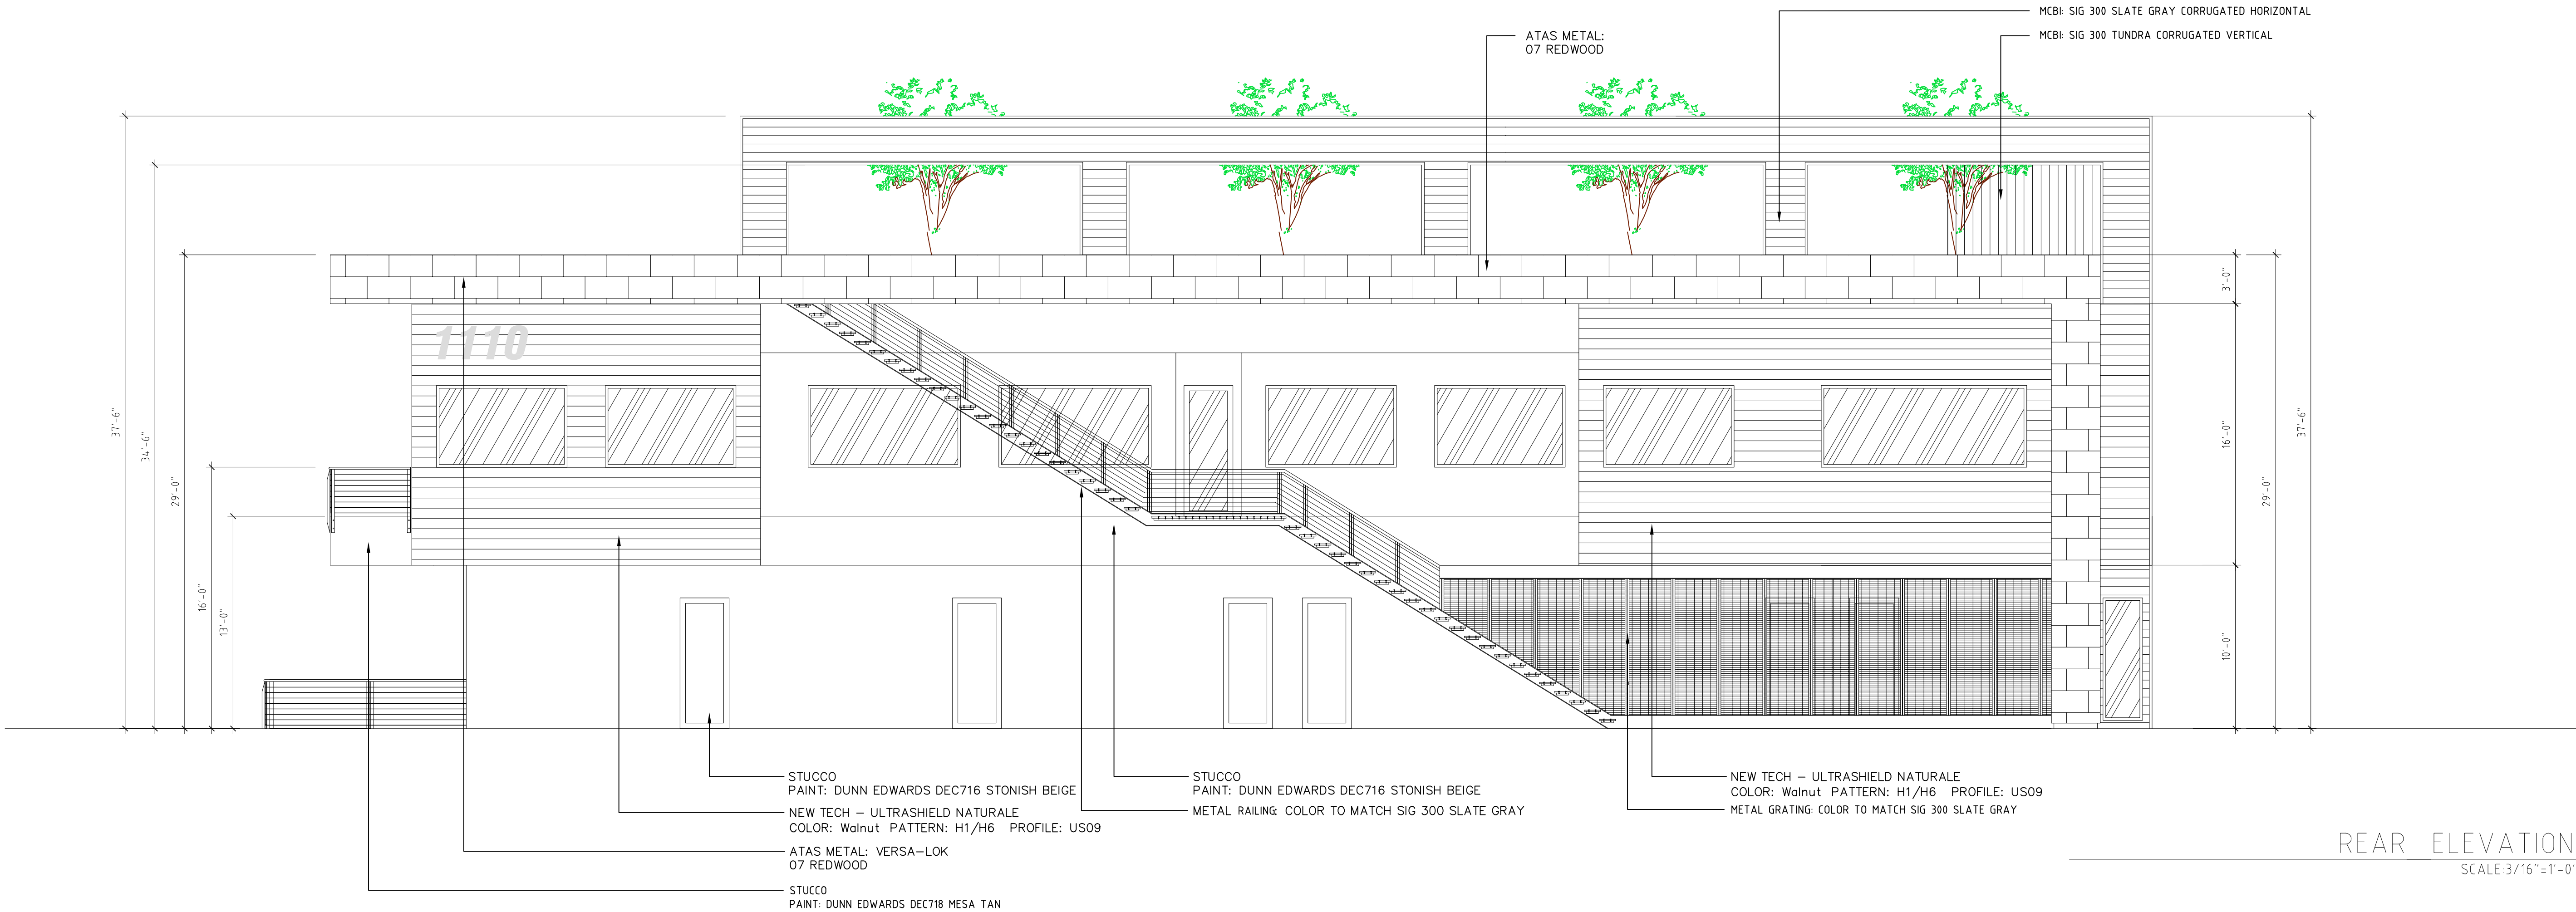 MCBI: SIG 300 SLATE GRAY CORRUGATED HORIZONTAL
ATAS METAL:
07 REDWOOD
MCBI: SIG 300 TUNDRA CORRUGATED VERTICAL
1110
37'-6"
34'-6"
29'-0"
16'-0"
13'-0"
3'-0"
16'-0"
10'-0"
29'-0"
37'-6"
STUCCO
PAINT: DUNN EDWARDS DEC716 STONISH BEIGE
NEW TECH – ULTRASHIELD NATURALE
COLOR: Walnut PATTERN: H1/H6 PROFILE: US09
ATAS METAL: VERSA–LOK
07 REDWOOD
STUCCO
PAINT: DUNN EDWARDS DEC718 MESA TAN
STUCCO
PAINT: DUNN EDWARDS DEC716 STONISH BEIGE
METAL RAILING: COLOR TO MATCH SIG 300 SLATE GRAY
NEW TECH – ULTRASHIELD NATURALE
COLOR: Walnut PATTERN: H1/H6 PROFILE: US09
METAL GRATING: COLOR TO MATCH SIG 300 SLATE GRAY
REAR ELEVATION
SCALE:3/16"=1'-0"